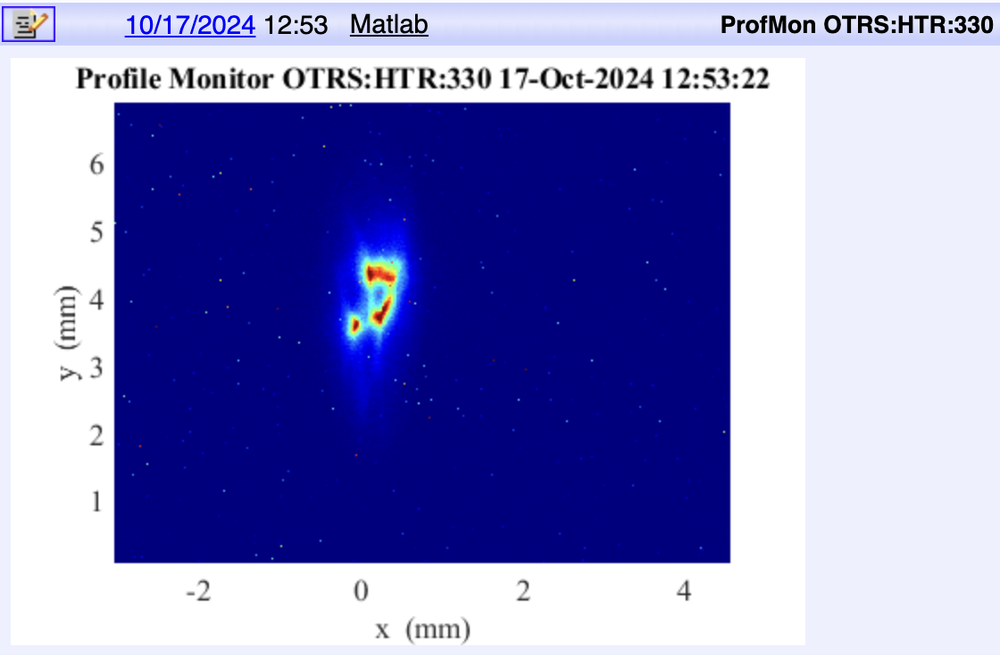 10/17/2024 12:53 Matlab ProfMon OTRS:HTR:330
Profile Monitor OTRS:HTR:330 17-Oct-2024 12:53:22
6
5
4
3
2
1
y (mm)
-2 0 2 4
x (mm)